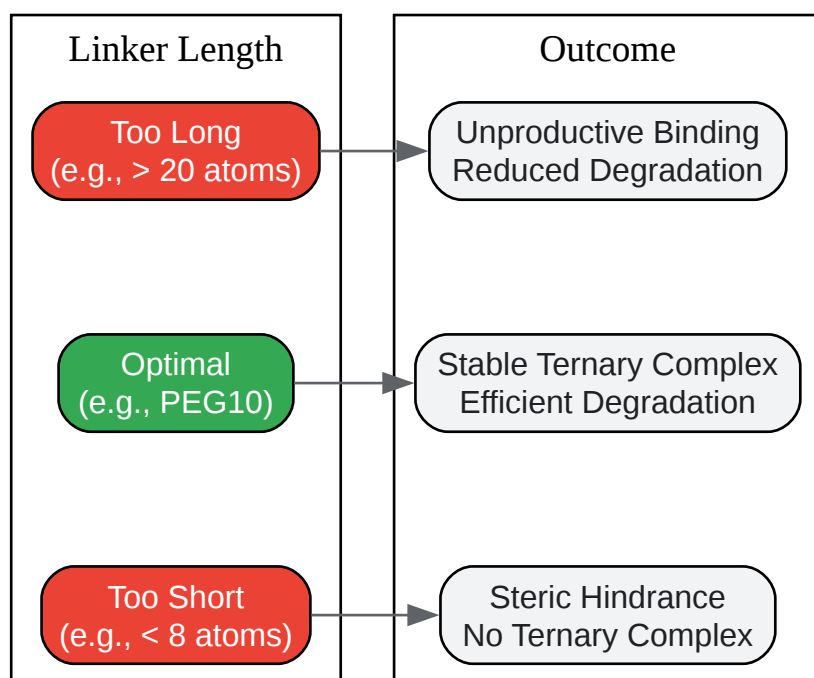 Linker Length
Outcome
Too Long
(e.g., > 20 atoms)
Unproductive Binding
Reduced Degradation
Optimal
(e.g., PEG10)
Stable Ternary Complex
Efficient Degradation
Too Short
(e.g., < 8 atoms)
Steric Hindrance
No Ternary Complex